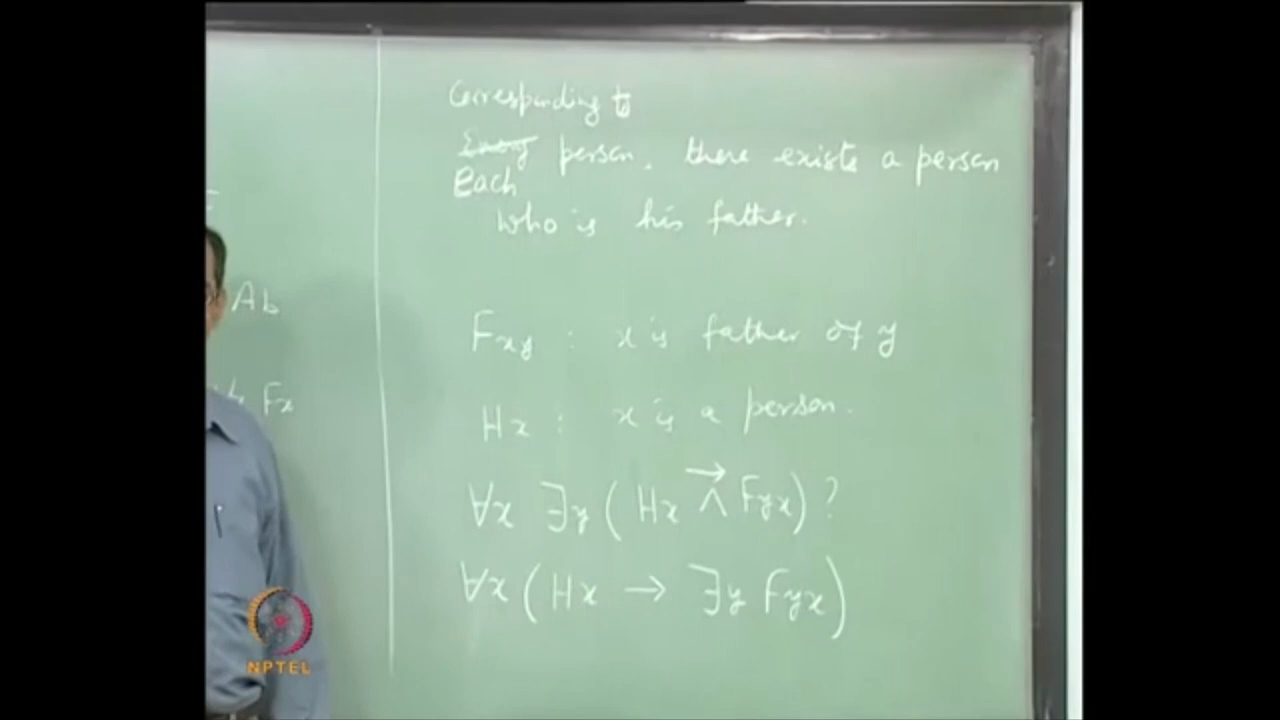 Corresponding to
Every person, there exists a person
Each
who is his father.
Ab
Fx
Fxy : x is father of y
Hx : x is a person.
→
∀x ∃y ( Hx ∧ Fyx ) ?
∀x ( Hx → ∃y Fyx )
NPTEL